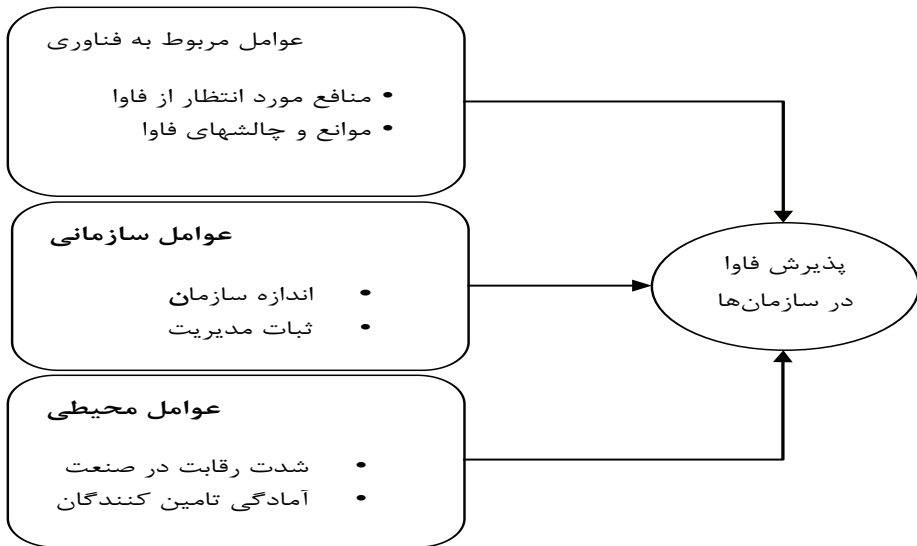 عوامل مربوط به فناوری
• منافع مورد انتظار از فاوا
• موانع و چالشهای فاوا
عوامل سازمانی
• اندازه سازمان
• ثبات مدیریت
عوامل محیطی
• شدت رقابت در صنعت
• آمادگی تامین کنندگان
پذیرش فاوا
در سازمان‌ها